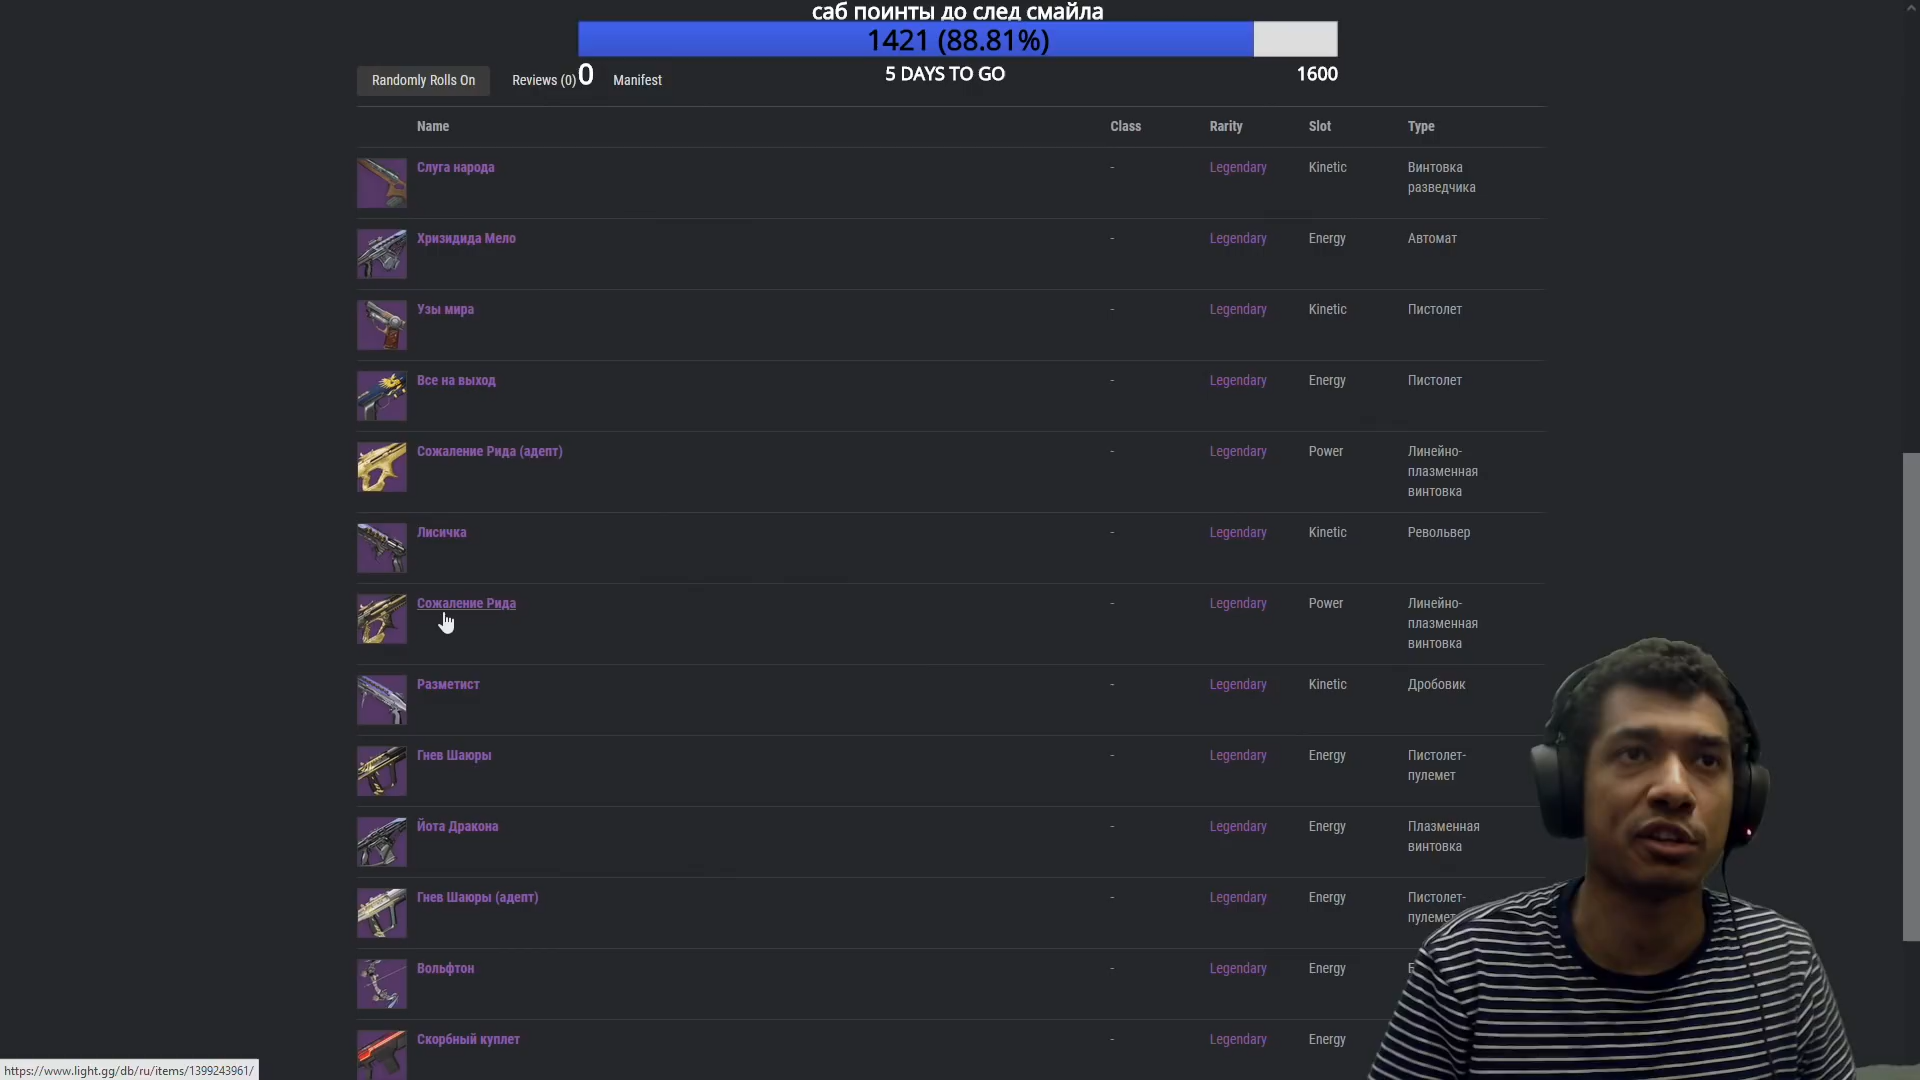 саб поинты до след смайла
1421 (88.81%)
0 5 DAYS TO GO 1600
Randomly Rolls On Reviews (0) Manifest
Name Class Rarity Slot Type
Слуга народа - Legendary Kinetic Винтовка
разведчика
Хризидида Мело - Legendary Energy Автомат
Узы мира - Legendary Kinetic Пистолет
Все на выход - Legendary Energy Пистолет
Сожаление Рида (адепт) - Legendary Power Линейно-
плазменная
винтовка
Лисичка - Legendary Kinetic Револьвер
Сожаление Рида - Legendary Power Линейно-
плазменная
винтовка
Разметист - Legendary Kinetic Дробовик
Гнев Шаюры - Legendary Energy Пистолет-
пулемет
Йота Дракона - Legendary Energy Плазменная
винтовка
Гнев Шаюры (адепт) - Legendary Energy Пистолет-
пулемет
Вольфтон - Legendary Energy
Скорбный куплет - Legendary Energy
https://www.light.gg/db/ru/items/1399243961/